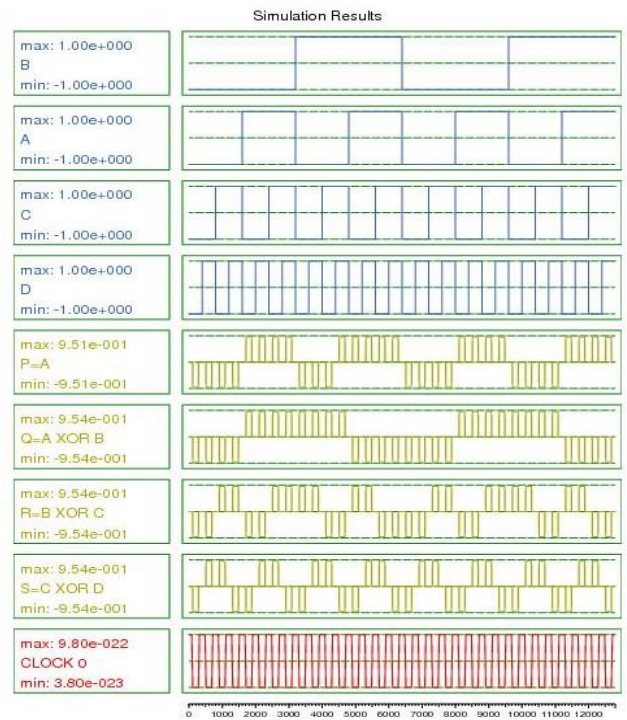 Simulation Results
max: 1.00e+000
B
min: -1.00e+000
max: 1.00e+000
A
min: -1.00e+000
max: 1.00e+000
C
min: -1.00e+000
max: 1.00e+000
D
min: -1.00e+000
max: 9.51e-001
P=A
min: -9.51e-001
max: 9.54e-001
Q=A XOR B
min: -9.54e-001
max: 9.54e-001
R=B XOR C
min: -9.54e-001
max: 9.54e-001
S=C XOR D
min: -9.54e-001
max: 9.80e-022
CLOCK 0
min: 3.80e-023
0 1000 2000 3000 4000 5000 6000 7000 8000 9000 10000 11000 12000